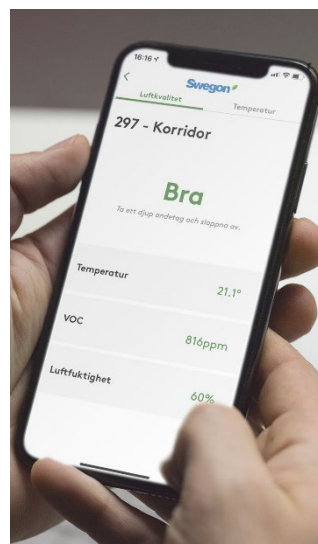 16:16
Swegon
Luftkvalitet Temperatur
297 - Korridor
Bra
Ta ett djup andetag och slappna av.
Temperatur 21.1°
VOC 816ppm
Luftfuktighet 60%